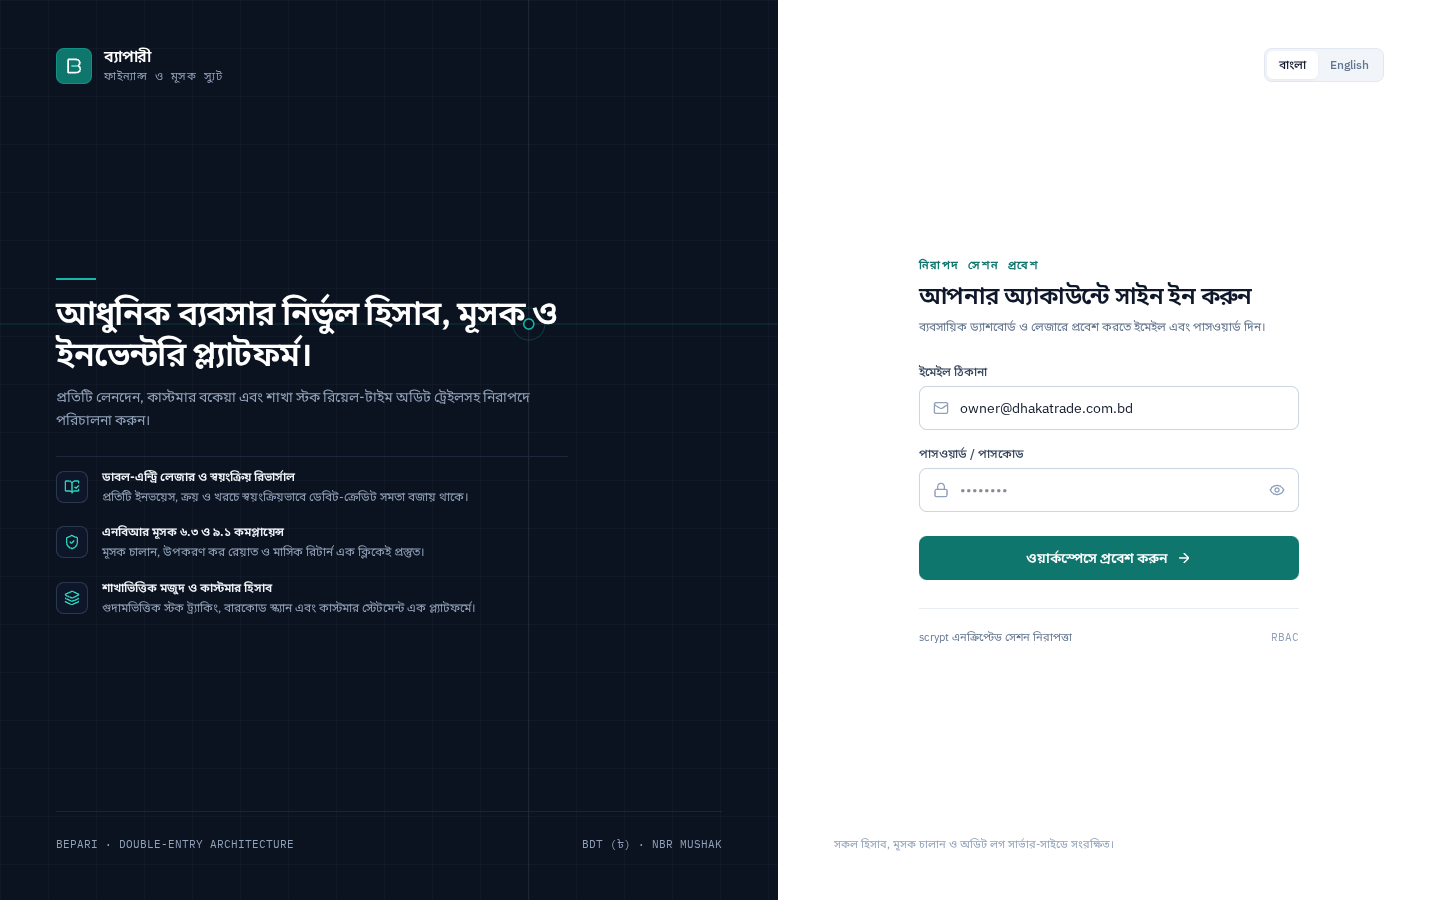 ব্যাপারী
ফাইন্যান্স ও মূসক স্যুট
বাংলা
English
আধুনিক ব্যবসার নির্ভুল হিসাব, মূসক ও
ইনভেন্টরি প্ল্যাটফর্ম।
প্রতিটি লেনদেন, কাস্টমার বকেয়া এবং শাখা স্টক রিয়েল-টাইম অডিট ট্রেইলসহ নিরাপদে
পরিচালনা করুন।
ডাবল-এন্ট্রি লেজার ও স্বয়ংক্রিয় রিভার্সাল
প্রতিটি ইনভয়েস, ক্রয় ও খরচে স্বয়ংক্রিয়ভাবে ডেবিট-ক্রেডিট সমতা বজায় থাকে।
এনবিআর মূসক ৬.৩ ও ৯.১ কমপ্লায়েন্স
মূসক চালান, উপকরণ কর রেয়াত ও মাসিক রিটার্ন এক ক্লিকেই প্রস্তুত।
শাখাভিত্তিক মজুদ ও কাস্টমার হিসাব
গুদামভিত্তিক স্টক ট্র্যাকিং, বারকোড স্ক্যান এবং কাস্টমার স্টেটমেন্ট এক প্ল্যাটফর্মে।
BEPARI · DOUBLE-ENTRY ARCHITECTURE
BDT (৳) · NBR MUSHAK
নিরাপদ সেশন প্রবেশ
আপনার অ্যাকাউন্টে সাইন ইন করুন
ব্যবসায়িক ড্যাশবোর্ড ও লেজারে প্রবেশ করতে ইমেইল এবং পাসওয়ার্ড দিন।
ইমেইল ঠিকানা
owner@dhakatrade.com.bd
পাসওয়ার্ড / পাসকোড
••••••••
ওয়ার্কস্পেসে প্রবেশ করুন →
scrypt এনক্রিপ্টেড সেশন নিরাপত্তা
RBAC
সকল হিসাব, মূসক চালান ও অডিট লগ সার্ভার-সাইডে সংরক্ষিত।